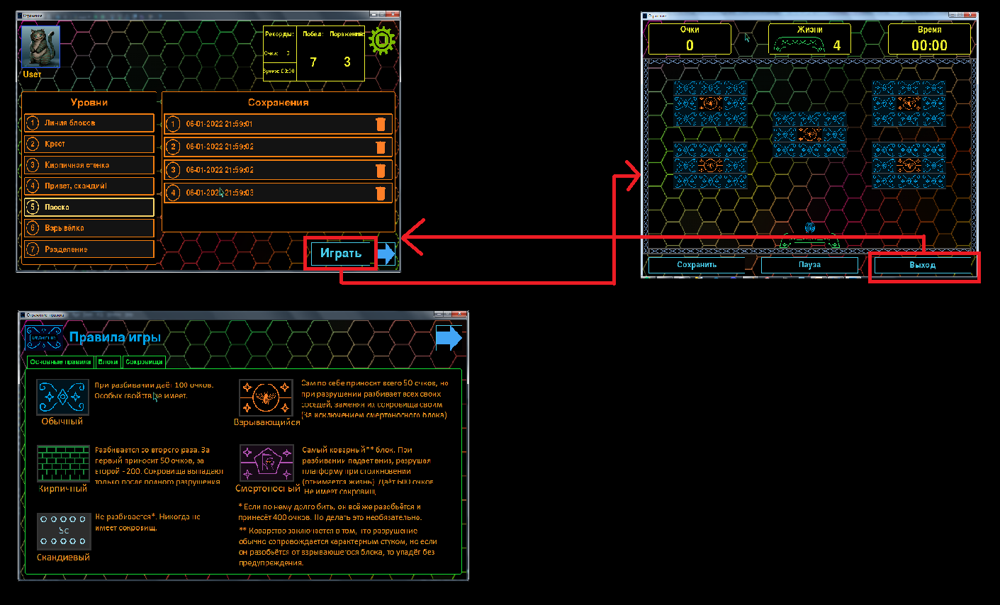 Отражение
User
Рекорды:
Побед:
Поражений:
Очки: 0
Время: 00:00
7
3
Уровни
1 Линия блоков
2 Крест
3 Кирпичная стенка
4 Привет, скандий!
5
6 Взрывёлка
7 Разделение
Сохранения
1 06-01-2022 21:59:01
2 06-01-2022 21:59:02
3 06-01-2022 21:59:02
4 06-01-2022 21:59:03
Играть
Отражение
Очки
0
Жизни
4
Время
00:00
Сохранить
Пауза
Выход
Отражение: правила
Правила игры
Основные правила
Блоки
Сокровища
Обычный
При разбивании даёт 100 очков.
Особых свойств не имеет.
Кирпичный
Разбивается со второго раза. За
первый приносит 50 очков, за
второй - 200. Сокровища выпадают
только после полного разрушения
Sc
Скандиевый
Не разбивается*. Никогда не
имеет сокровищ.
Взрывающийся
Сам по себе приносит всего 50 очков, но
при разрушении разбивает всех своих
соседей, заменяя их сокровища своим
(За исключением смертоносного блока)
Смертоносный
Самый коварный** блок. При
разбивании падает вниз, разрушая
платформу при столкновении
(отнимается жизнь). Даёт 600 очков.
Не имеет сокровищ
* Если по нему долго бить, он всё же разобьётся и
принесёт 400 очков. Но делать это необязательно.
** Коварство заключается в том, что разрушение
обычно сопровождается характерным стуком, но если
он разобьётся от взрывающегося блока, то упадёт без
предупреждения.